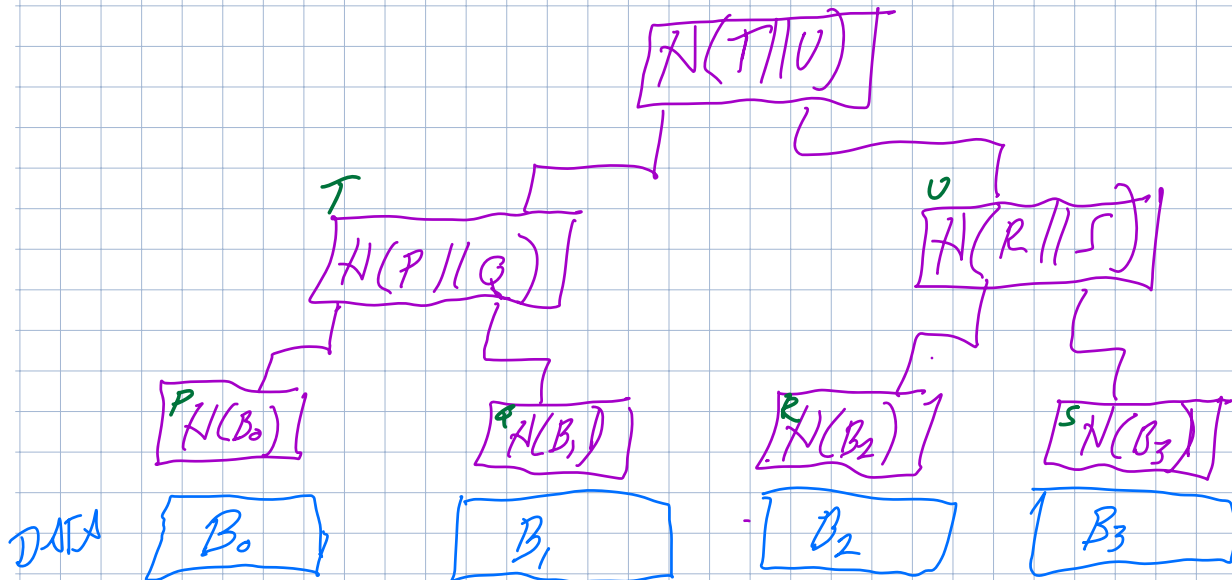 H(T||U)
T
U
H(P||Q)
H(R||S)
P H(B₀)
Q H(B₁)
R H(B₂)
S H(B₃)
DATA B₀ B₁ B₂ B₃